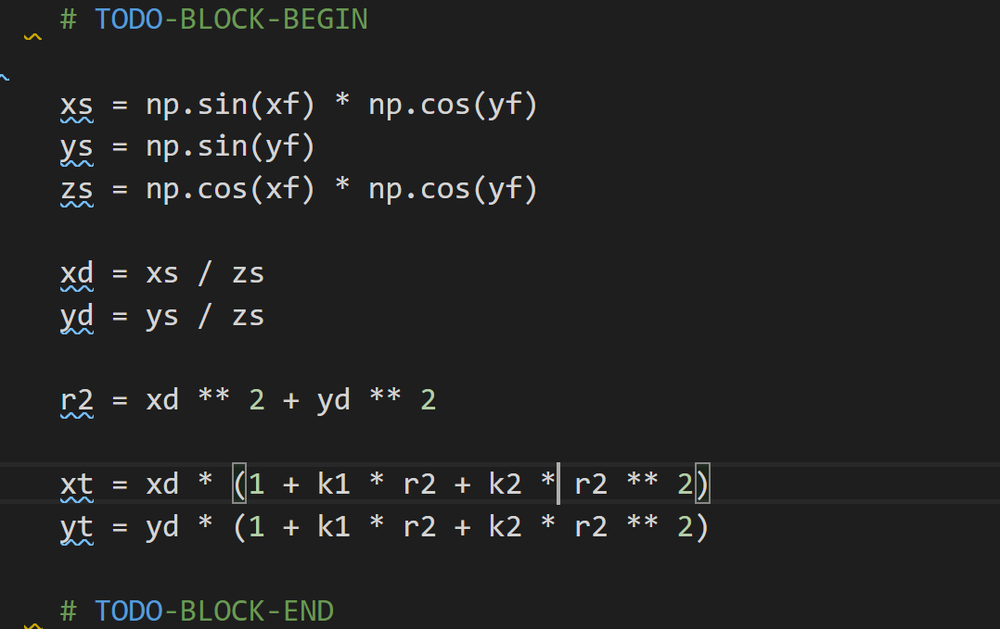 # TODO-BLOCK-BEGIN
xs = np.sin(xf) * np.cos(yf)
ys = np.sin(yf)
zs = np.cos(xf) * np.cos(yf)
xd = xs / zs
yd = ys / zs
r2 = xd ** 2 + yd ** 2
xt = xd * (1 + k1 * r2 + k2 * r2 ** 2)
yt = yd * (1 + k1 * r2 + k2 * r2 ** 2)
# TODO-BLOCK-END